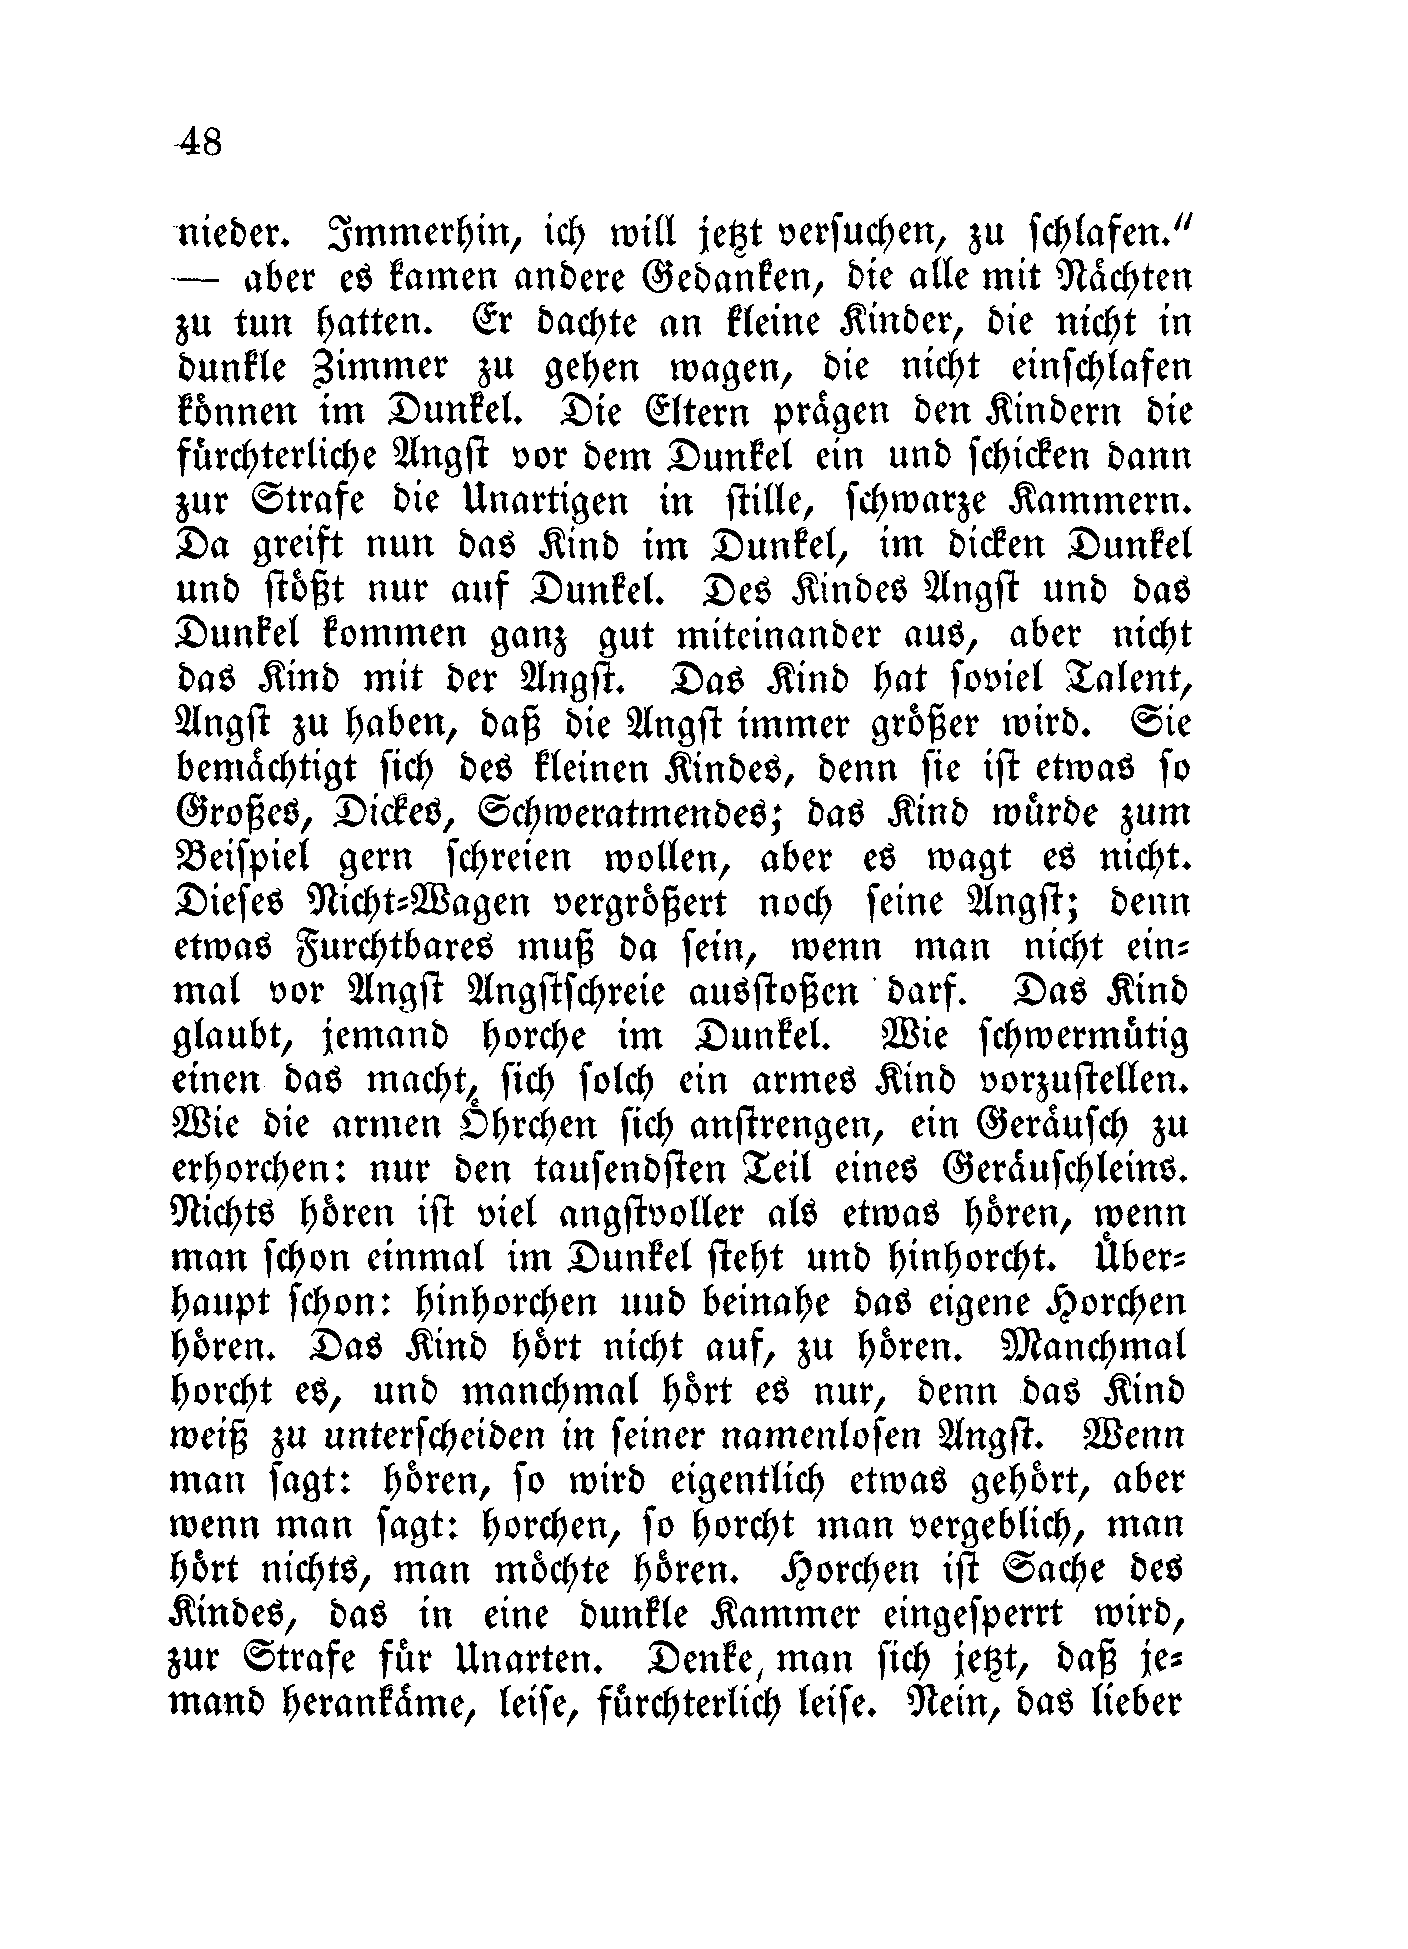 48
nieder. Immerhin, ich will jetzt versuchen, zu schlafen.“
— aber es kamen andere Gedanken, die alle mit Nächten
zu tun hatten. Er dachte an kleine Kinder, die nicht in
dunkle Zimmer zu gehen wagen, die nicht einschlafen
können im Dunkel. Die Eltern prägen den Kindern die
fürchterliche Angst vor dem Dunkel ein und schicken dann
zur Strafe die Unartigen in stille, schwarze Kammern.
Da greift nun das Kind im Dunkel, im dicken Dunkel
und stößt nur auf Dunkel. Des Kindes Angst und das
Dunkel kommen ganz gut miteinander aus, aber nicht
das Kind mit der Angst. Das Kind hat soviel Talent,
Angst zu haben, daß die Angst immer größer wird. Sie
bemächtigt sich des kleinen Kindes, denn sie ist etwas so
Großes, Dickes, Schweratmendes; das Kind würde zum
Beispiel gern schreien wollen, aber es wagt es nicht.
Dieses Nicht-Wagen vergrößert noch seine Angst; denn
etwas Furchtbares muß da sein, wenn man nicht ein-
mal vor Angst Angstschreie ausstoßen darf. Das Kind
glaubt, jemand horche im Dunkel. Wie schwermütig
einen das macht, sich solch ein armes Kind vorzustellen.
Wie die armen Öhrchen sich anstrengen, ein Geräusch zu
erhorchen: nur den tausendsten Teil eines Geräuschleins.
Nichts hören ist viel angstvoller als etwas hören, wenn
man schon einmal im Dunkel steht und hinhorcht. Über-
haupt schon: hinhorchen uud beinahe das eigene Horchen
hören. Das Kind hört nicht auf, zu hören. Manchmal
horcht es, und manchmal hört es nur, denn das Kind
weiß zu unterscheiden in seiner namenlosen Angst. Wenn
man sagt: hören, so wird eigentlich etwas gehört, aber
wenn man sagt: horchen, so horcht man vergeblich, man
hört nichts, man möchte hören. Horchen ist Sache des
Kindes, das in eine dunkle Kammer eingesperrt wird,
zur Strafe für Unarten. Denke, man sich jetzt, daß je-
mand herankäme, leise, fürchterlich leise. Nein, das lieber